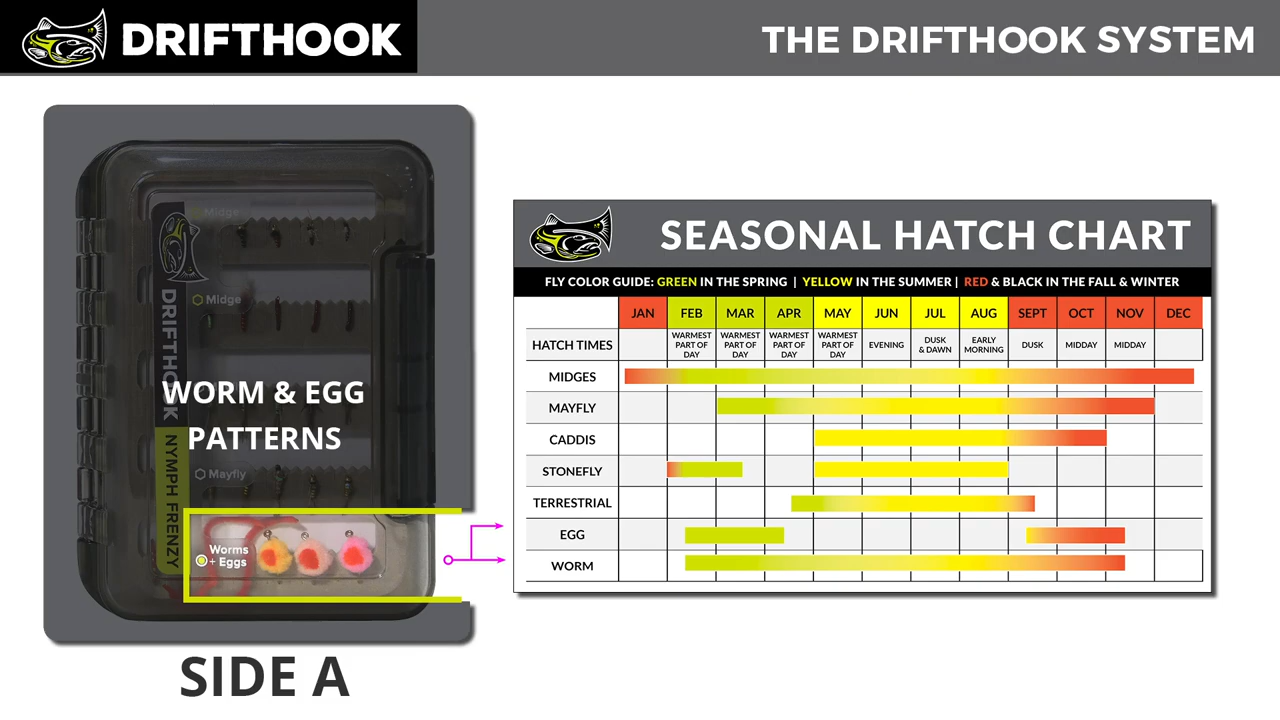 DRIFTHOOK
THE DRIFTHOOK SYSTEM
Midge
Midge
DRIFTHOOK
NYMPH FRENZY
WORM & EGG
PATTERNS
Mayfly
Worms
+ Eggs
SIDE A
SEASONAL HATCH CHART
FLY COLOR GUIDE: GREEN IN THE SPRING | YELLOW IN THE SUMMER | RED & BLACK IN THE FALL & WINTER
JAN FEB MAR APR MAY JUN JUL AUG SEPT OCT NOV DEC
HATCH TIMES
WARMEST PART OF DAY
WARMEST PART OF DAY
WARMEST PART OF DAY
WARMEST PART OF DAY
EVENING
DUSK & DAWN
EARLY MORNING
DUSK
MIDDAY
MIDDAY
MIDGES
MAYFLY
CADDIS
STONEFLY
TERRESTRIAL
EGG
WORM